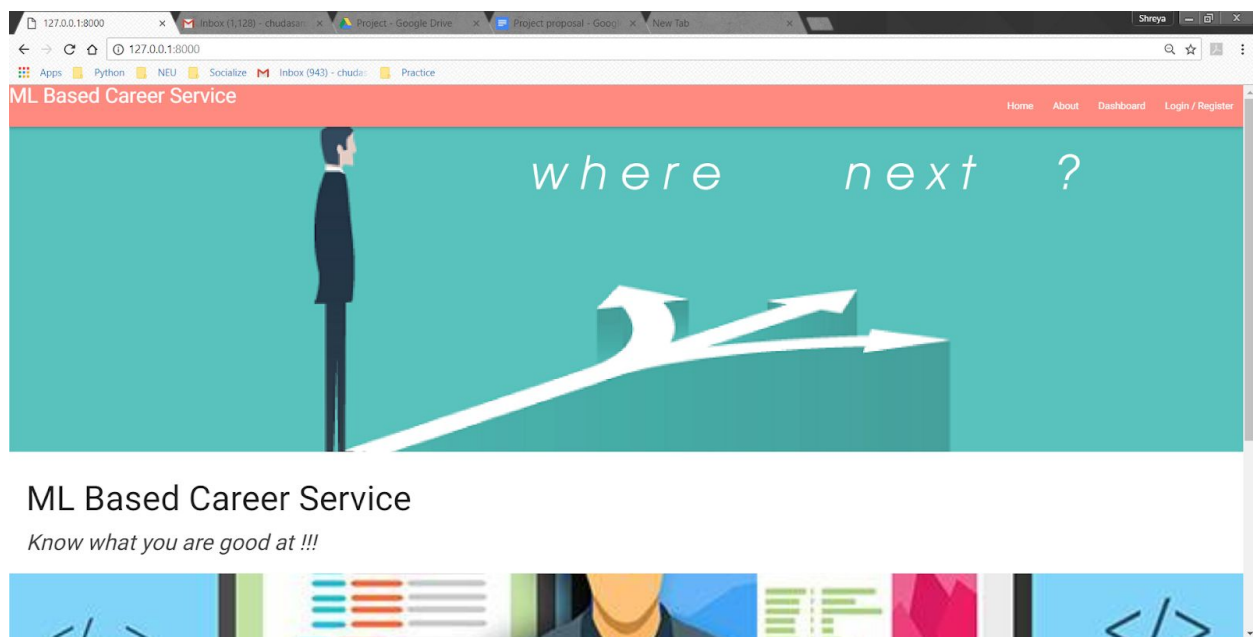 127.0.0.1:8000
Inbox (1,128) - chudasam
Project - Google Drive
Project proposal - Goog
New Tab
Shreya
127.0.0.1:8000
Apps Python NEU Socialize Inbox (943) - chudas Practice
ML Based Career Service
Home About Dashboard Login / Register
where next ?
ML Based Career Service
Know what you are good at !!!
</> </>